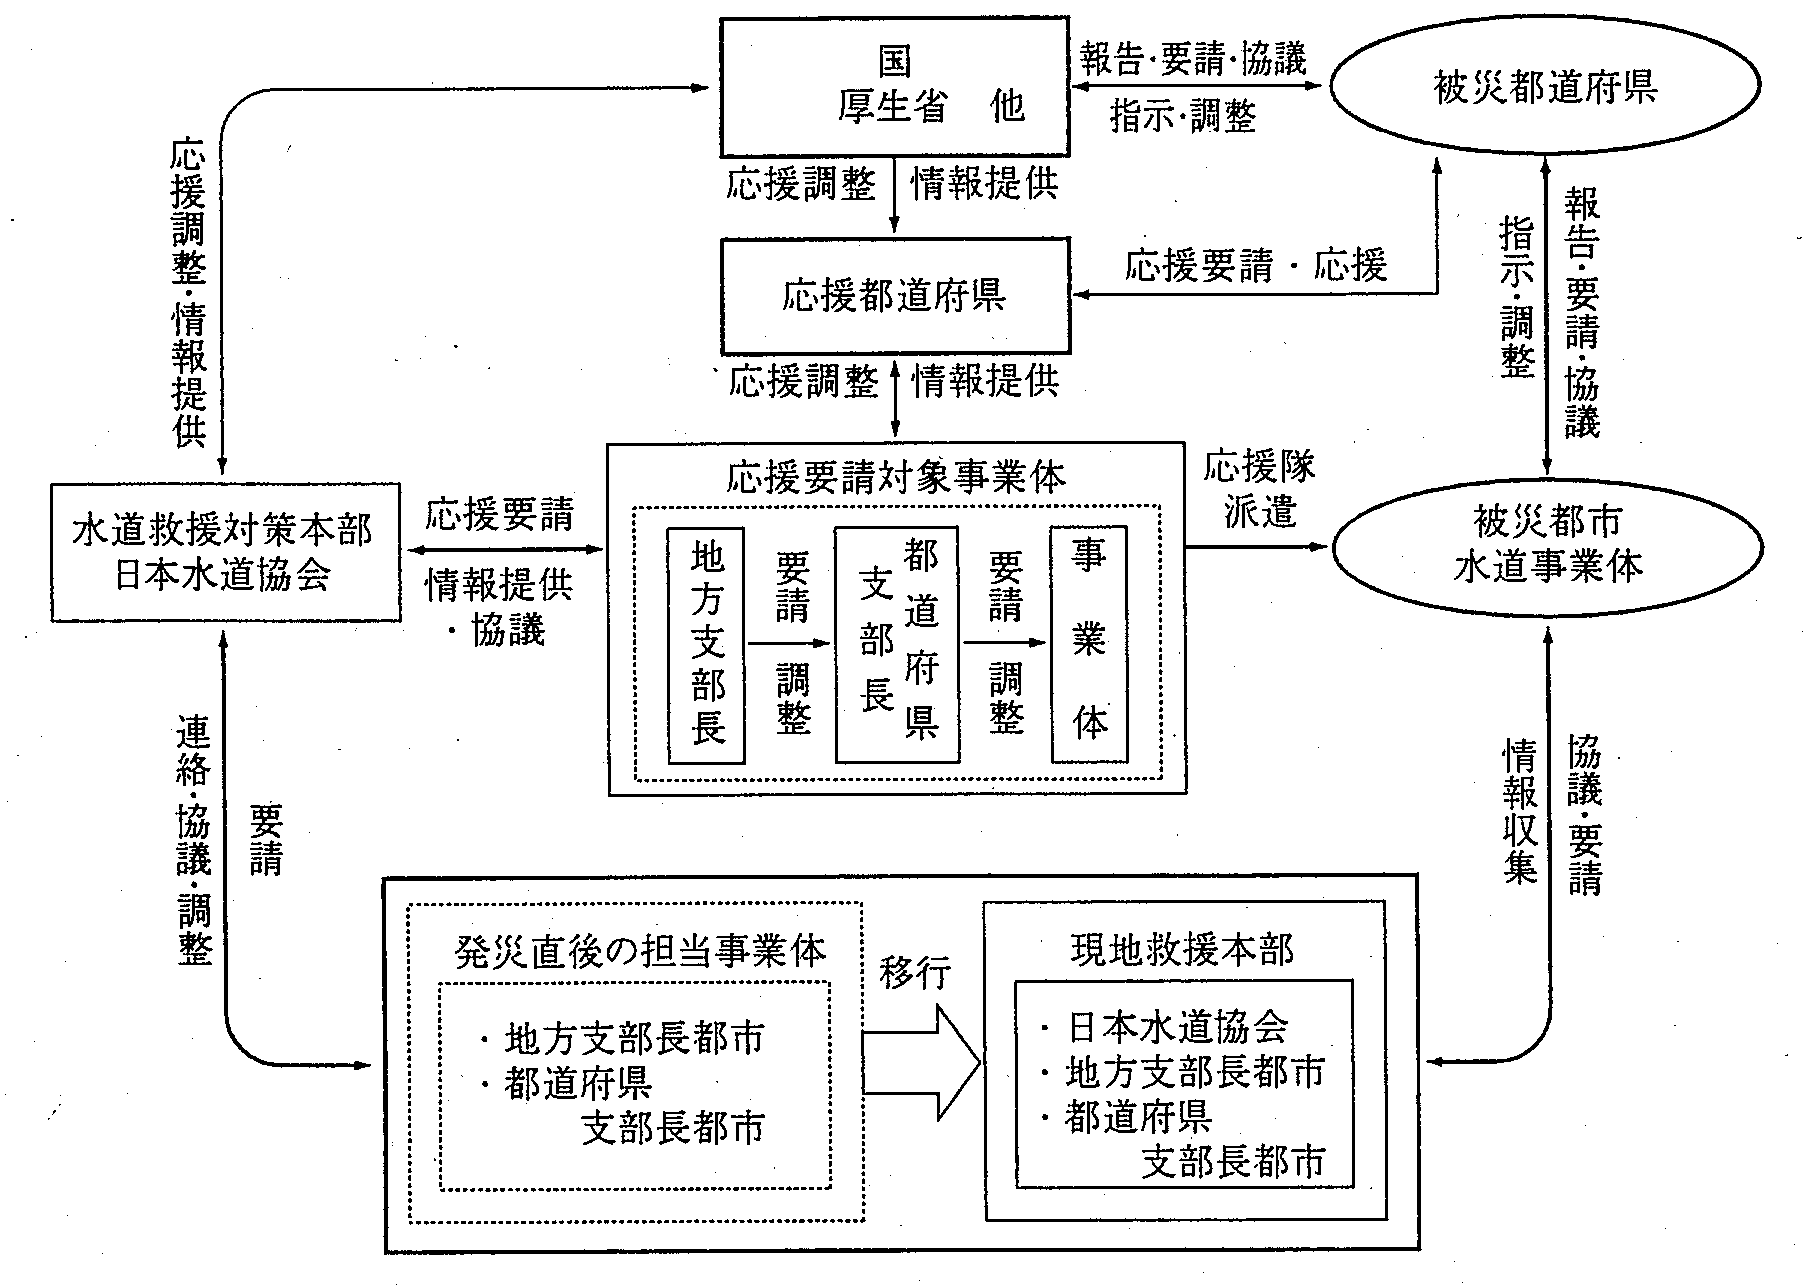 国
厚生省　他
報告・要請・協議
指示・調整
被災都道府県
応援調整・情報提供
応援調整
情報提供
応援都道府県
応援要請・応援
指示・調整
報告・要請・協議
応援調整
情報提供
水道救援対策本部
日本水道協会
応援要請
情報提供
・協議
応援要請対象事業体
地方支部長
要請
調整
都道府県
支部長
要請
調整
事業体
応援隊
派遣
被災都市
水道事業体
連絡・協議・調整
要請
情報収集
協議・要請
発災直後の担当事業体
・地方支部長都市
・都道府県
支部長都市
移行
現地救援本部
・日本水道協会
・地方支部長都市
・都道府県
支部長都市